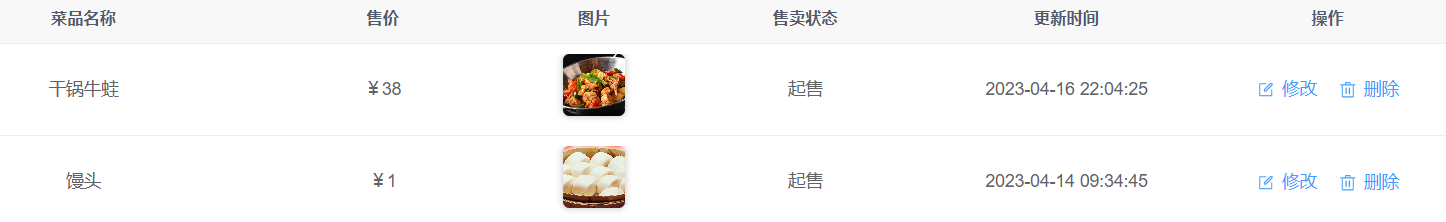 菜品名称 售价 图片 售卖状态 更新时间 操作
干锅牛蛙 ￥38 起售 2023-04-16 22:04:25 修改 删除
馒头 ￥1 起售 2023-04-14 09:34:45 修改 删除